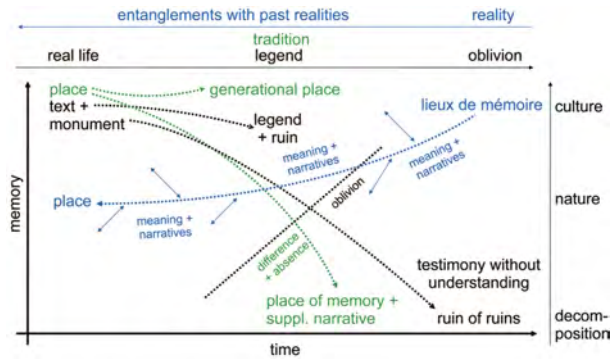 entanglements with past realities
reality
tradition
real life
legend
oblivion
place
generational place
text +
monument
legend
+ ruin
lieux de mémoire
culture
meaning +
narratives
meaning +
narratives
oblivion
memory
place
meaning +
narratives
nature
difference
+ absence
testimony without
understanding
place of memory +
suppl. narrative
ruin of ruins
decom-
position
time